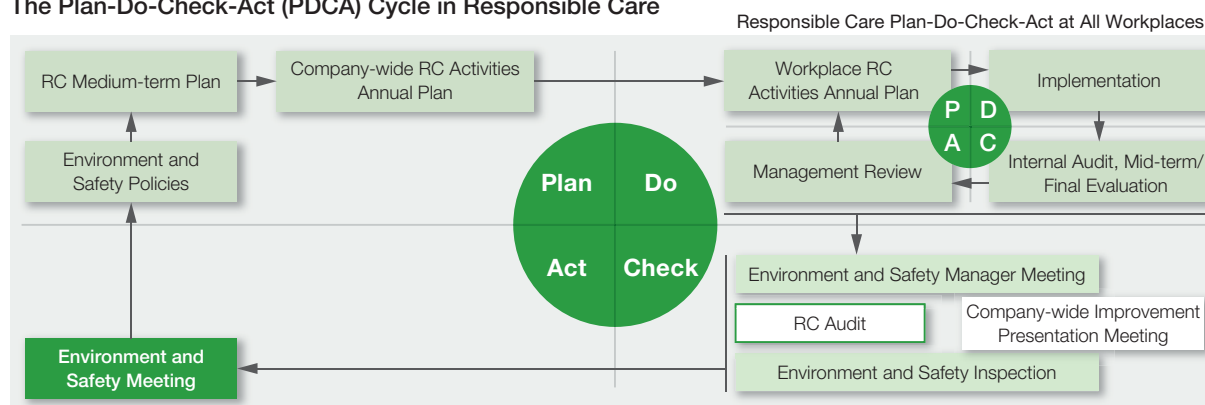 The Plan-Do-Check-Act (PDCA) Cycle in Responsible Care
Responsible Care Plan-Do-Check-Act at All Workplaces
RC Medium-term Plan
Company-wide RC Activities
Annual Plan
Workplace RC
Activities Annual Plan
Implementation
P D
A C
Environment and
Safety Policies
Management Review
Internal Audit, Mid-term/
Final Evaluation
Plan Do
Act Check
Environment and Safety Manager Meeting
RC Audit
Company-wide Improvement
Presentation Meeting
Environment and Safety Inspection
Environment and
Safety Meeting